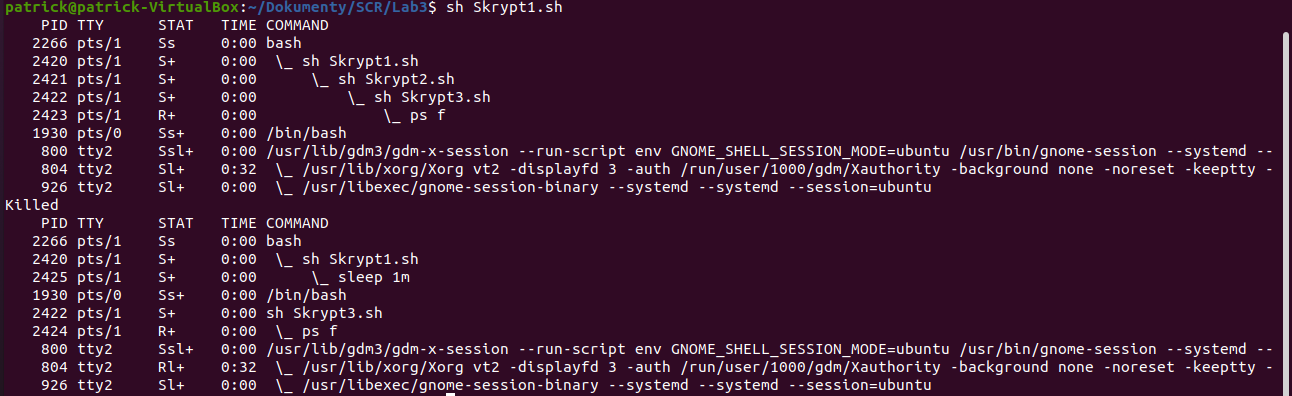 patrick@patrick-VirtualBox:~/Dokumenty/SCR/Lab3$ sh Skrypt1.sh
    PID TTY      STAT   TIME COMMAND
   2266 pts/1    Ss     0:00 bash
   2420 pts/1    S+     0:00  \_ sh Skrypt1.sh
   2421 pts/1    S+     0:00      \_ sh Skrypt2.sh
   2422 pts/1    S+     0:00          \_ sh Skrypt3.sh
   2423 pts/1    R+     0:00              \_ ps f
   1930 pts/0    Ss+    0:00 /bin/bash
    800 tty2     Ssl+   0:00 /usr/lib/gdm3/gdm-x-session --run-script env GNOME_SHELL_SESSION_MODE=ubuntu /usr/bin/gnome-session --systemd --
    804 tty2     Sl+    0:32  \_ /usr/lib/xorg/Xorg vt2 -displayfd 3 -auth /run/user/1000/gdm/Xauthority -background none -noreset -keeptty -
    926 tty2     Sl+    0:00  \_ /usr/libexec/gnome-session-binary --systemd --systemd --session=ubuntu
Killed
    PID TTY      STAT   TIME COMMAND
   2266 pts/1    Ss     0:00 bash
   2420 pts/1    S+     0:00  \_ sh Skrypt1.sh
   2425 pts/1    S+     0:00      \_ sleep 1m
   1930 pts/0    Ss+    0:00 /bin/bash
   2422 pts/1    S+     0:00 sh Skrypt3.sh
   2424 pts/1    R+     0:00  \_ ps f
    800 tty2     Ssl+   0:00 /usr/lib/gdm3/gdm-x-session --run-script env GNOME_SHELL_SESSION_MODE=ubuntu /usr/bin/gnome-session --systemd --
    804 tty2     Rl+    0:32  \_ /usr/lib/xorg/Xorg vt2 -displayfd 3 -auth /run/user/1000/gdm/Xauthority -background none -noreset -keeptty -
    926 tty2     Sl+    0:00  \_ /usr/libexec/gnome-session-binary --systemd --systemd --session=ubuntu